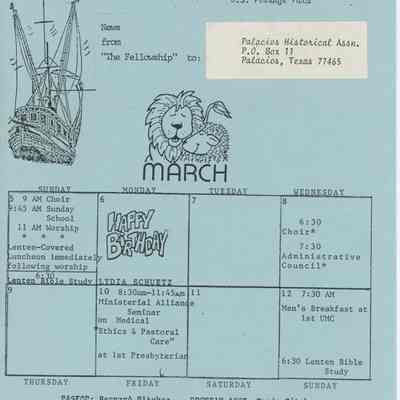 U.S. Postage Paid
News
from
"The Fellowship" to:
Palacios Historical Assn.
P.O. Box 11
Palacios, Texas 77465
MARCH
SUNDAY MONDAY TUESDAY WEDNESDAY
5 9 AM Choir
9:45 AM Sunday
School
11 AM Worship
* * *
Lenten-Covered
Luncheon immediately
following worship
6:30
Lenten Bible Study
6
HAPPY
BIRTHDAY
LYDIA SCHUETZ
7
8
6:30
Choir*
7:30
Administrative
Council*
9
10 8:30am-11:45am
Ministerial Alliance
Seminar
on Medical
"Ethics & Pastoral
Care"
at 1st Presbyterian
11
12 7:30 AM
Men's Breakfast at
1st UMC
6:30 Lenten Bible
Study
THURSDAY FRIDAY SATURDAY SUNDAY